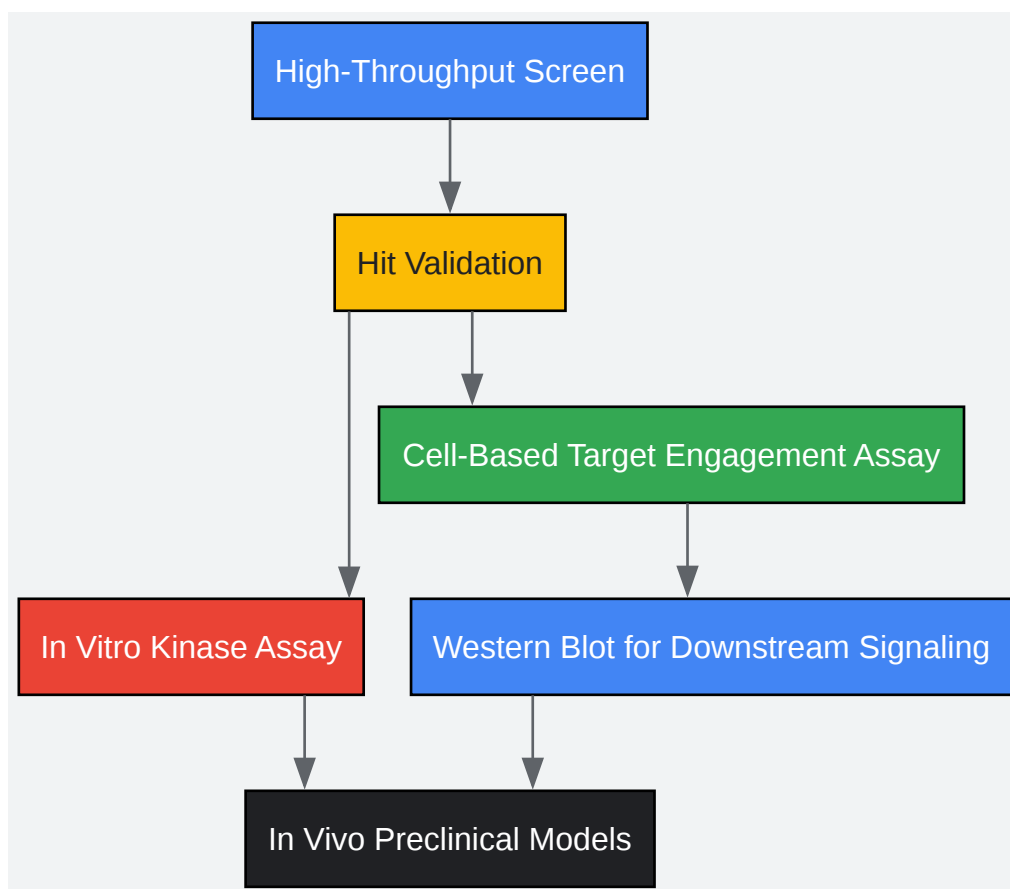 High-Throughput Screen
Hit Validation
Cell-Based Target Engagement Assay
In Vitro Kinase Assay
Western Blot for Downstream Signaling
In Vivo Preclinical Models